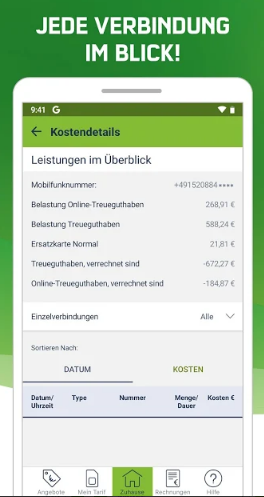 JEDE VERBINDUNG
IM BLICK!
9:41 G
Kostendetails
Leistungen im Überblick
Mobilfunknummer: +491520884••••
Belastung Online-Treueguthaben 268,91 €
Belastung Treueguthaben 588,24 €
Ersatzkarte Normal 21,81 €
Treueguthaben, verrechnet sind -672,27 €
Online-Treueguthaben, verrechnet sind -184,87 €
Einzelverbindungen Alle
Sortieren Nach:
DATUM KOSTEN
Datum/ Uhrzeit Type Nummer Menge/ Dauer Kosten €
Angebote Mein Tarif Zuhause Rechnungen Hilfe